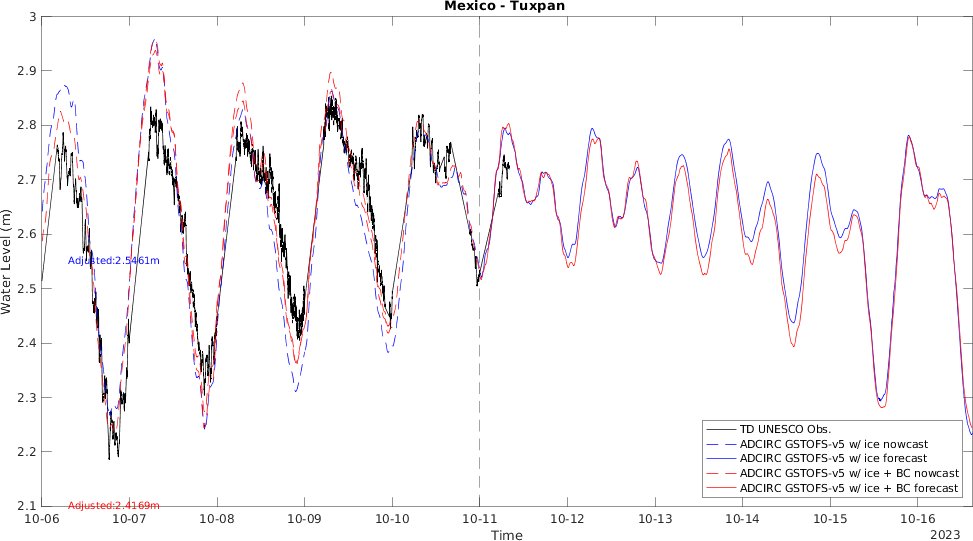 Mexico - Tuxpan
3
2.9
2.8
2.7
2.6
2.5
2.4
2.3
2.2
2.1
Water Level (m)
Adjusted:2.5461m
Adjusted:2.4169m
TD UNESCO Obs.
ADCIRC GSTOFS-v5 w/ ice nowcast
ADCIRC GSTOFS-v5 w/ ice forecast
ADCIRC GSTOFS-v5 w/ ice + BC nowcast
ADCIRC GSTOFS-v5 w/ ice + BC forecast
10-06 10-07 10-08 10-09 10-10 10-11 10-12 10-13 10-14 10-15 10-16
Time
2023